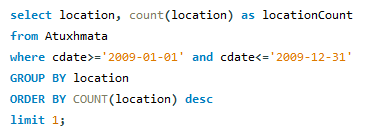 select location, count(location) as locationCount
from Atuxhmata
where cdate>='2009-01-01' and cdate<='2009-12-31'
GROUP BY location
ORDER BY COUNT(location) desc
limit 1;